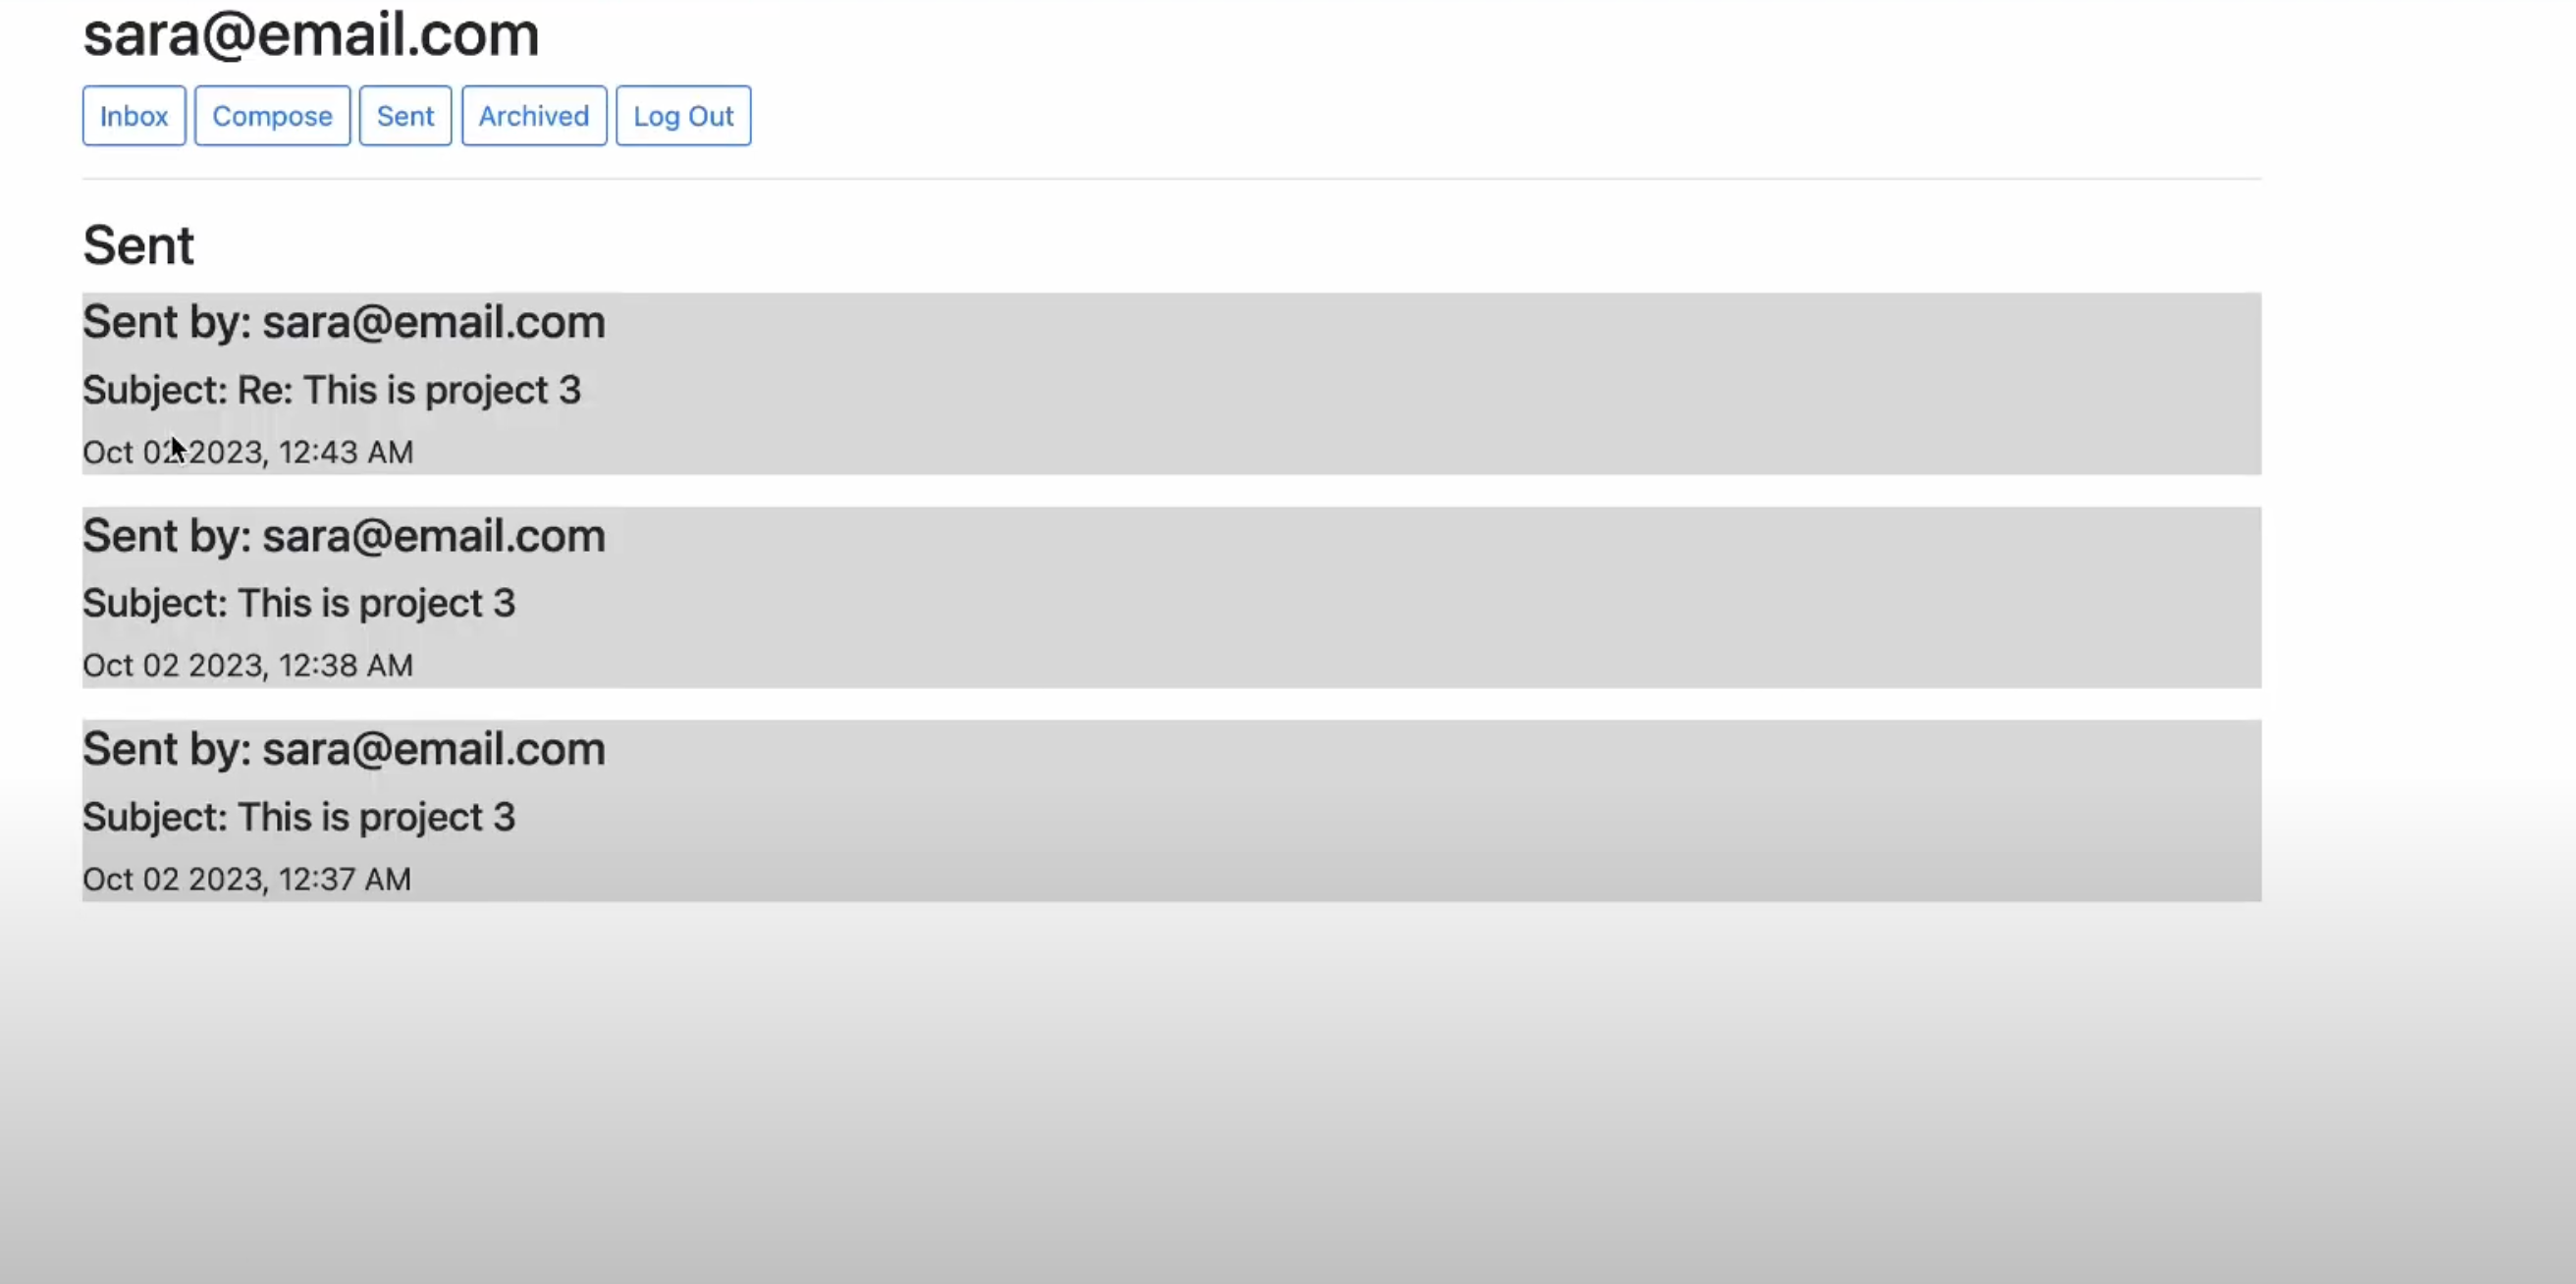 sara@email.com
Inbox Compose Sent Archived Log Out
Sent
Sent by: sara@email.com
Subject: Re: This is project 3
Oct 02 2023, 12:43 AM
Sent by: sara@email.com
Subject: This is project 3
Oct 02 2023, 12:38 AM
Sent by: sara@email.com
Subject: This is project 3
Oct 02 2023, 12:37 AM